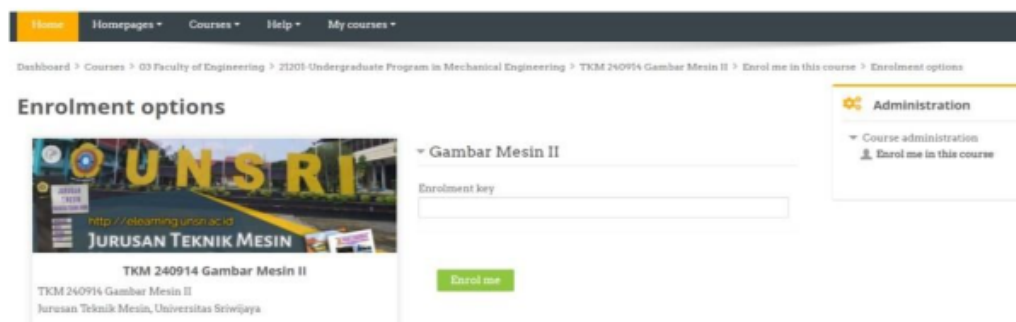 Home Homepages Courses Help My courses
Dashboard > Courses > 03 Faculty of Engineering > 21201-Undergraduate Program in Mechanical Engineering > TKM 240914 Gambar Mesin II > Enrol me in this course > Enrolment options
Enrolment options
UNSRI
JURUSAN
TEKNIK
http://elearning.unsri.ac.id
JURUSAN TEKNIK MESIN
TKM 240914 Gambar Mesin II
TKM 240914 Gambar Mesin II
Jurusan Teknik Mesin, Universitas Sriwijaya
Gambar Mesin II
Enrolment key
Enrol me
Administration
Course administration
Enrol me in this course